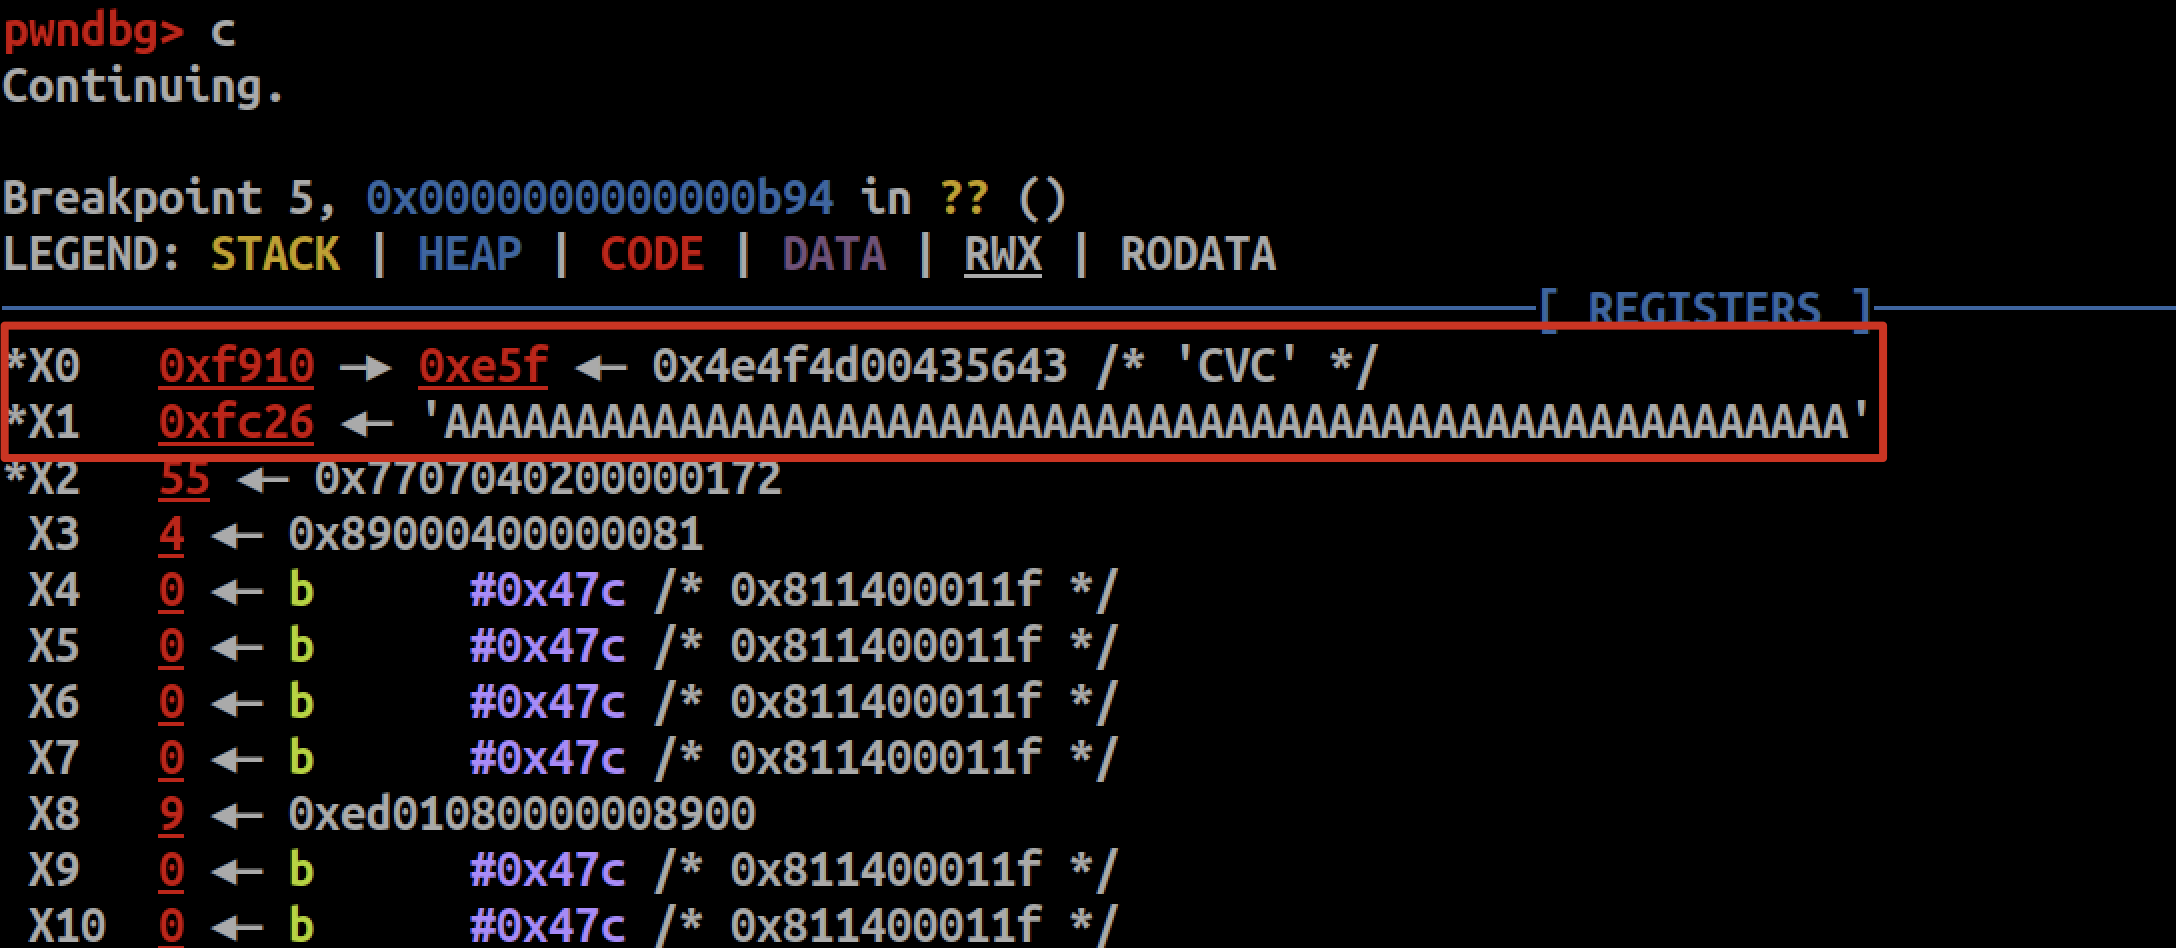 pwndbg> c
Continuing.
Breakpoint 5, 0x0000000000000b94 in ?? ()
LEGEND: STACK | HEAP | CODE | DATA | RWX | RODATA
[ REGISTERS ]
*X0 0xf910 —▸ 0xe5f ◂— 0x4e4f4d00435643 /* 'CVC' */
*X1 0xfc26 ◂— 'AAAAAAAAAAAAAAAAAAAAAAAAAAAAAAAAAAAAAAAAAAAAAAAAAAAAAA'
*X2 55 ◂— 0x7707040200000172
X3 4 ◂— 0x89000400000081
X4 0 ◂— b #0x47c /* 0x811400011f */
X5 0 ◂— b #0x47c /* 0x811400011f */
X6 0 ◂— b #0x47c /* 0x811400011f */
X7 0 ◂— b #0x47c /* 0x811400011f */
X8 9 ◂— 0xed01080000008900
X9 0 ◂— b #0x47c /* 0x811400011f */
X10 0 ◂— b #0x47c /* 0x811400011f */